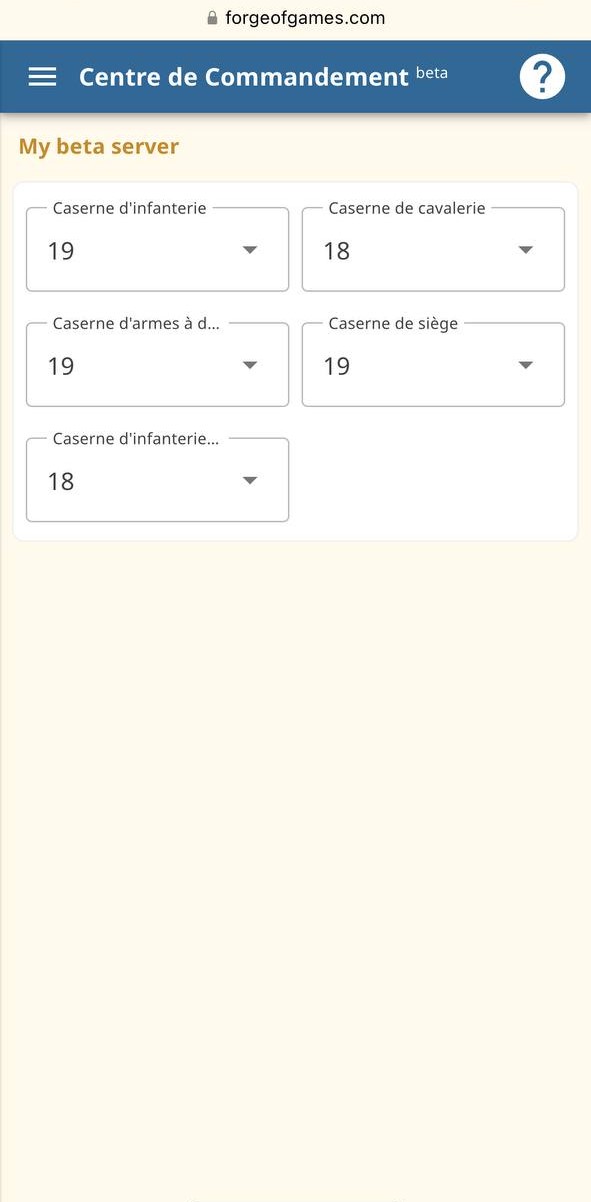 forgeofgames.com
Centre de Commandement beta
?
My beta server
Caserne d'infanterie
19
Caserne de cavalerie
18
Caserne d'armes à d...
19
Caserne de siège
19
Caserne d'infanterie...
18